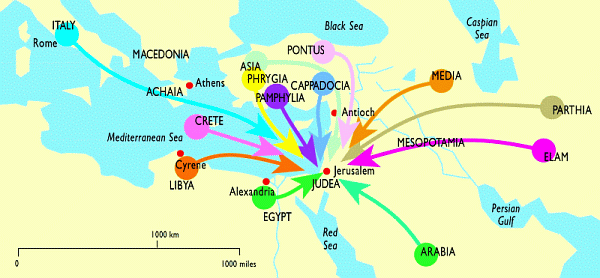 ITALY
Rome
Black Sea
Caspian
Sea
MACEDONIA
PONTUS
ASIA
PHRYGIA
CAPPADOCIA
MEDIA
Athens
ACHAIA
PAMPHYLIA
PARTHIA
Antioch
CRETE
Mediterranean Sea
MESOPOTAMIA
ELAM
Cyrene
LIBYA
Jerusalem
JUDEA
Alexandria
EGYPT
Persian
Gulf
Red
Sea
ARABIA
1000 km
0
1000 miles